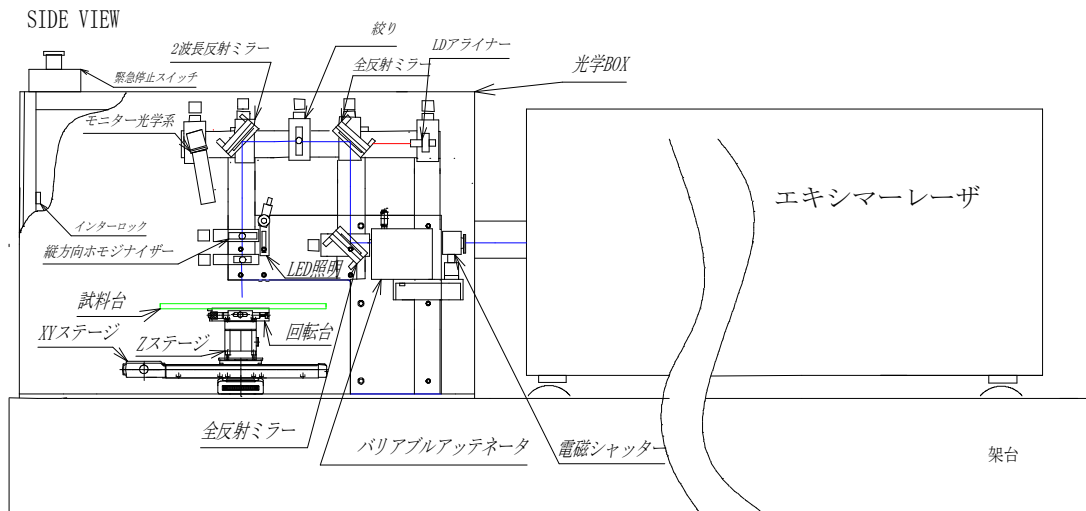 SIDE VIEW
絞り
2波長反射ミラー
LDアライナー
全反射ミラー
光学BOX
緊急停止スイッチ
モニター光学系
エキシマーレーザ
インターロック
縦方向ホモジナイザー
LED照明
試料台
XYステージ
Zステージ
回転台
全反射ミラー
バリアブルアッテネータ
電磁シャッター
架台